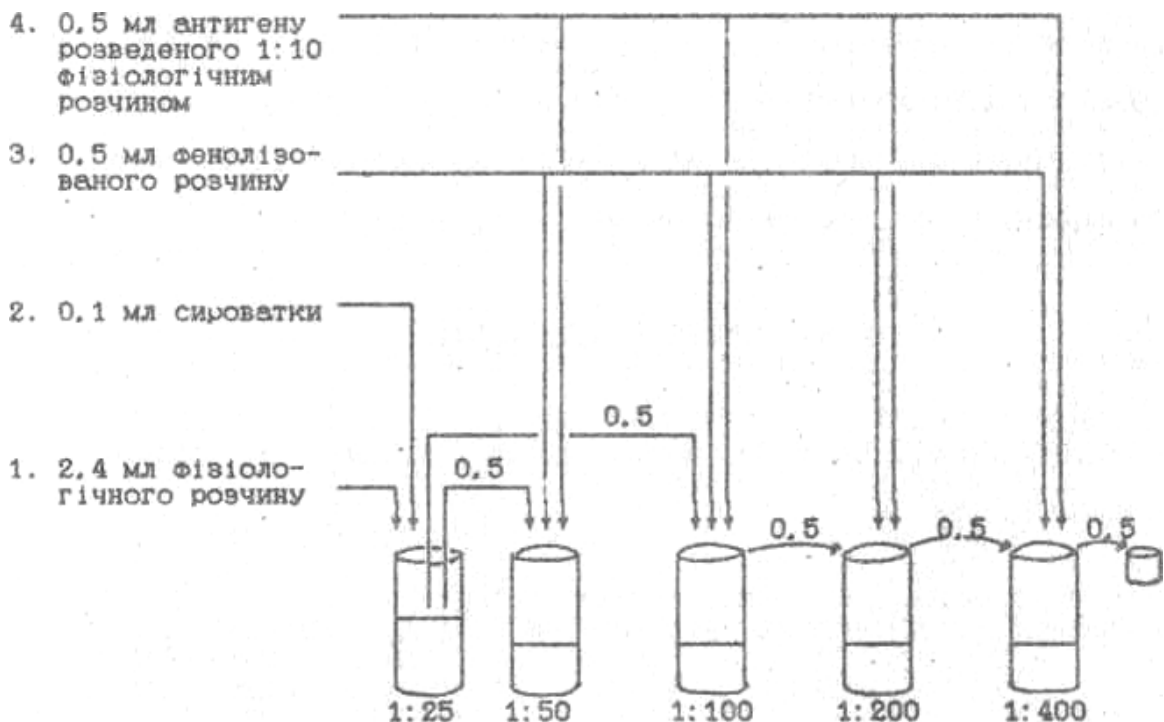 4. 0,5 мл антигену
розведеного 1:10
фізіологічним
розчином
3. 0,5 мл фенолізо-
ваного розчину
2. 0,1 мл сироватки
0,5
1. 2,4 мл фізіоло-
гічного розчину
0,5
0,5
0,5
0,5
1:25
1:50
1:100
1:200
1:400